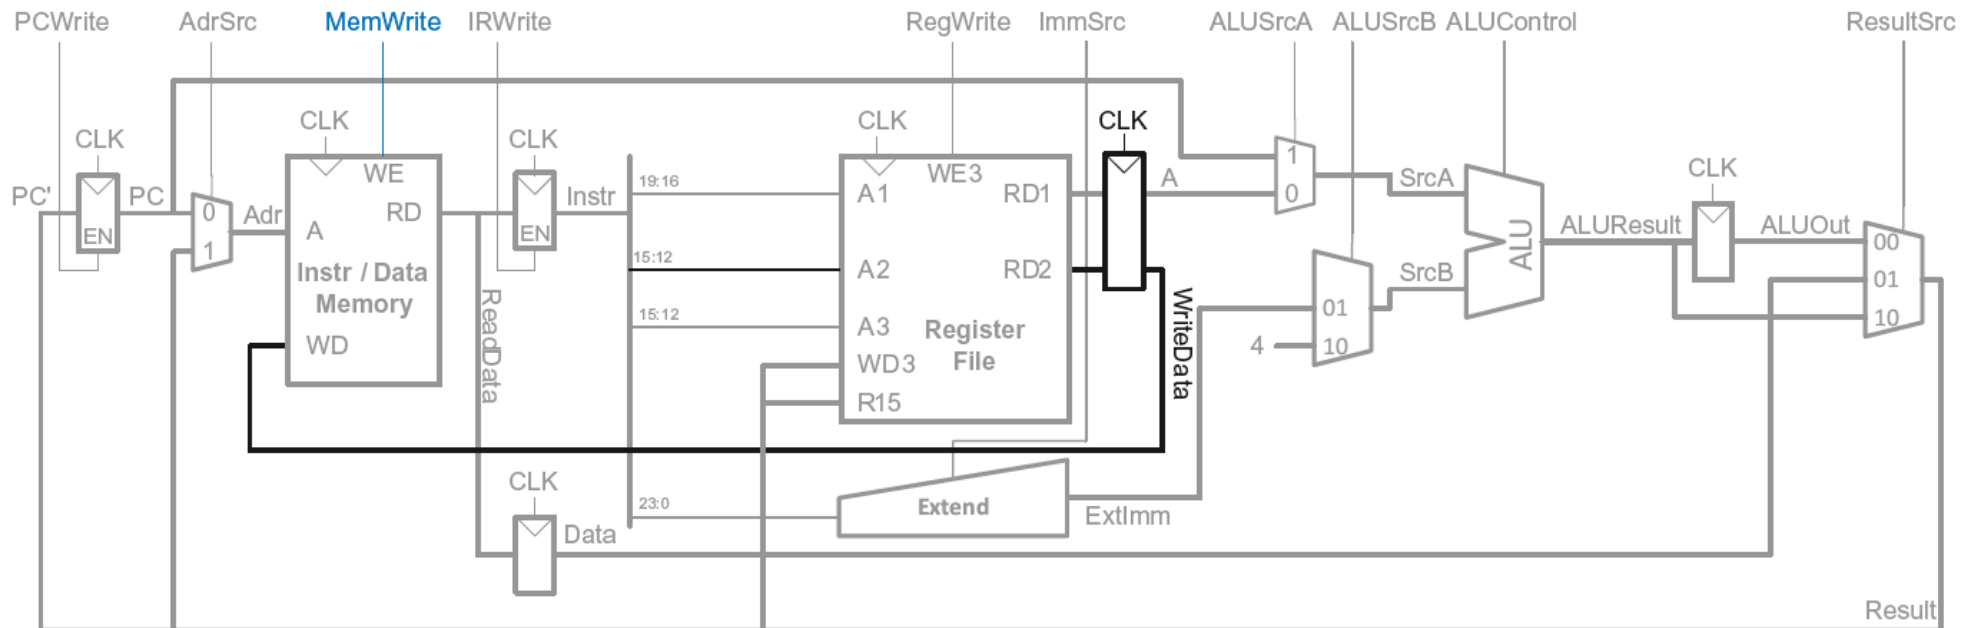 PCWrite AdrSrc MemWrite IRWrite RegWrite ImmSrc ALUSrcA ALUSrcB ALUControl ResultSrc
CLK CLK CLK CLK CLK CLK
PC' PC EN
0 1 Adr
WE
A RD
Instr / Data
Memory
WD
EN Instr
ReadData
19:16
15:12
15:12
23:0
A1 WE3 RD1
A2 RD2
A3
WD3
R15
Register
File
A
WriteData
Extend
ExtImm
CLK
Data
1
0
SrcA
01
4 10
SrcB
ALU
ALUResult
ALUOut
00
01
10
Result